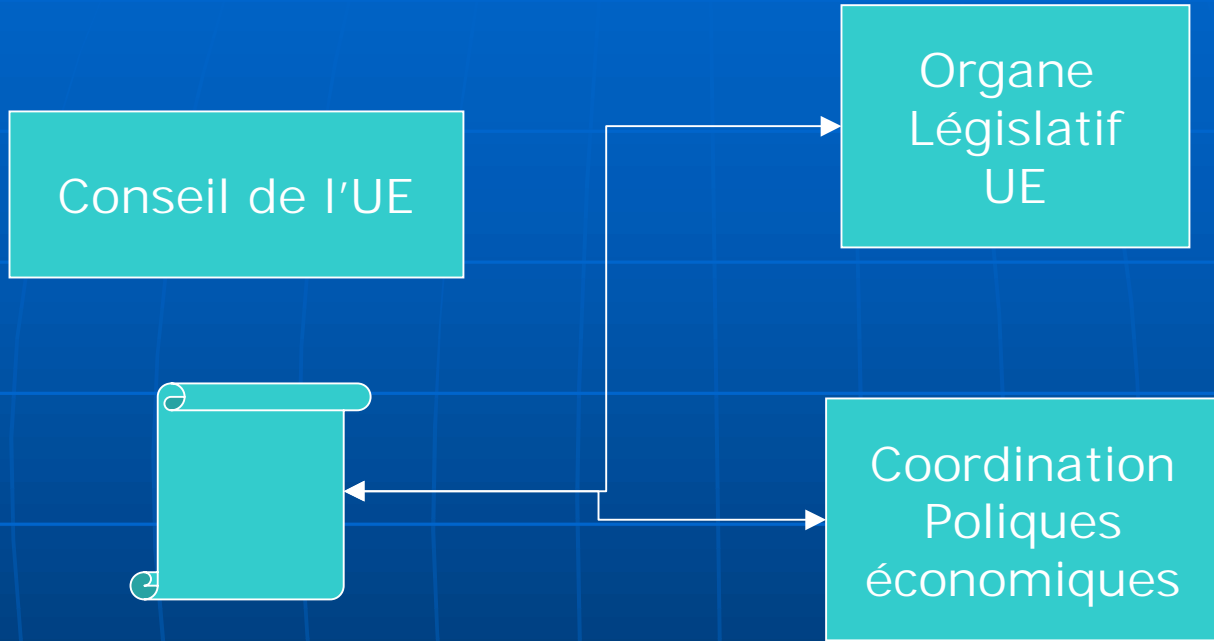 Conseil de l'UE
Organe
Législatif
UE
Coordination
Poliques
économiques